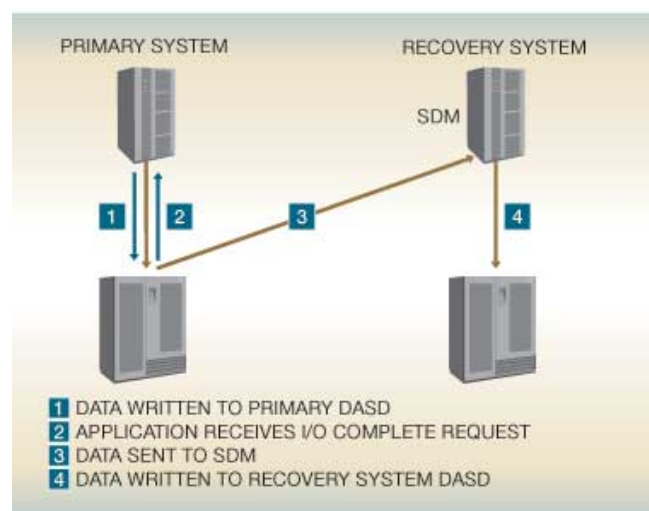 PRIMARY SYSTEM
RECOVERY SYSTEM
SDM
1
2
3
4
1 DATA WRITTEN TO PRIMARY DASD
2 APPLICATION RECEIVES I/O COMPLETE REQUEST
3 DATA SENT TO SDM
4 DATA WRITTEN TO RECOVERY SYSTEM DASD